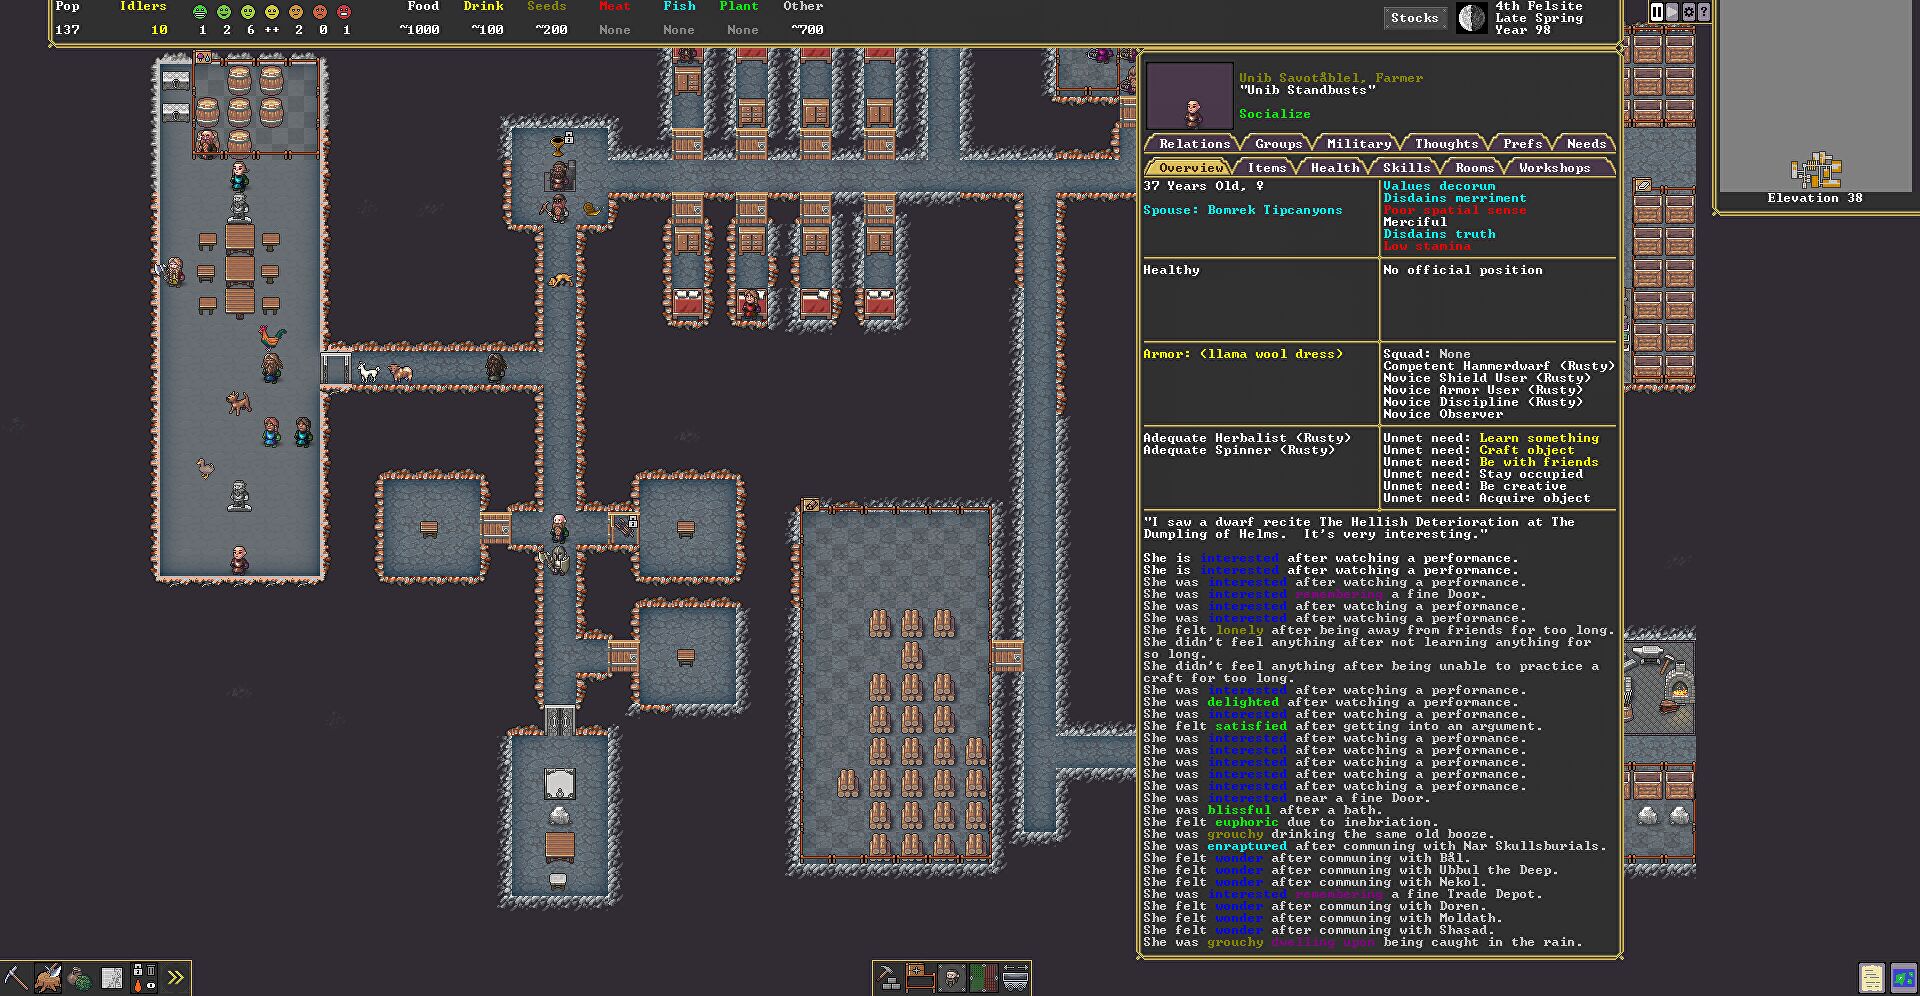 Pop Idlers Food Drink Seeds Meat Fish Plant Other
137 10 1 2 6 ++ 2 0 1 ~1000 ~100 ~200 None None None ~700
Stocks
4th Felsite
Late Spring
Year 98
Elevation 38
Unib Savotåblel, Farmer
"Unib Standbusts"
Socialize
Relations Groups Military Thoughts Prefs Needs
Overview Items Health Skills Rooms Workshops
37 Years Old, ♀
Spouse: Bomrek Tipcanyons
Values decorum
Disdains merriment
Poor spatial sense
Merciful
Disdains truth
Low stamina
Healthy
No official position
Armor: (llama wool dress)
Squad: None
Competent Hammerdwarf (Rusty)
Novice Shield User (Rusty)
Novice Armor User (Rusty)
Novice Discipline (Rusty)
Novice Observer
Adequate Herbalist (Rusty)
Adequate Spinner (Rusty)
Unmet need: Learn something
Unmet need: Craft object
Unmet need: Be with friends
Unmet need: Stay occupied
Unmet need: Be creative
Unmet need: Acquire object
"I saw a dwarf recite The Hellish Deterioration at The
Dumpling of Helms. It's very interesting."
She is interested after watching a performance.
She is interested after watching a performance.
She was interested after watching a performance.
She was interested remembering a fine Door.
She was interested after watching a performance.
She was interested after watching a performance.
She felt lonely after being away from friends for too long.
She didn't feel anything after not learning anything for
so long.
She didn't feel anything after being unable to practice a
craft for too long.
She was interested after watching a performance.
She was delighted after watching a performance.
She was interested after watching a performance.
She felt satisfied after getting into an argument.
She was interested after watching a performance.
She was interested after watching a performance.
She was interested after watching a performance.
She was interested after watching a performance.
She was interested after watching a performance.
She was interested near a fine Door.
She was blissful after a bath.
She felt euphoric due to inebriation.
She was grouchy drinking the same old booze.
She was enraptured after communing with Nar Skullsburials.
She felt wonder after communing with Bål.
She felt wonder after communing with Ubbul the Deep.
She felt wonder after communing with Nekol.
She was interested remembering a fine Trade Depot.
She felt wonder after communing with Doren.
She felt wonder after communing with Moldath.
She felt wonder after communing with Shasad.
She was grouchy dwelling upon being caught in the rain.